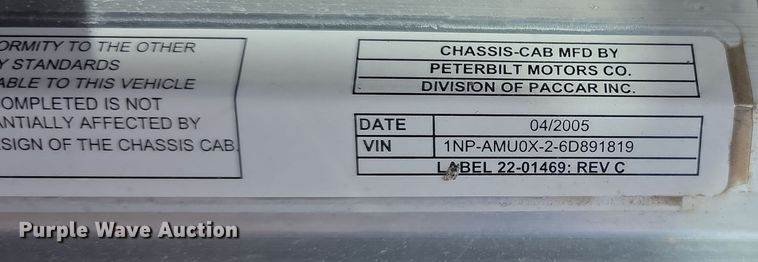 ORMITY TO THE OTHER
Y STANDARDS
ABLE TO THIS VEHICLE
OMPLETED IS NOT
ANTIALLY AFFECTED BY
SIGN OF THE CHASSIS CAB.
CHASSIS-CAB MFD BY
PETERBILT MOTORS CO.
DIVISION OF PACCAR INC.
DATE 04/2005
VIN 1NP-AMU0X-2-6D891819
LABEL 22-01469: REV C
Purple Wave Auction